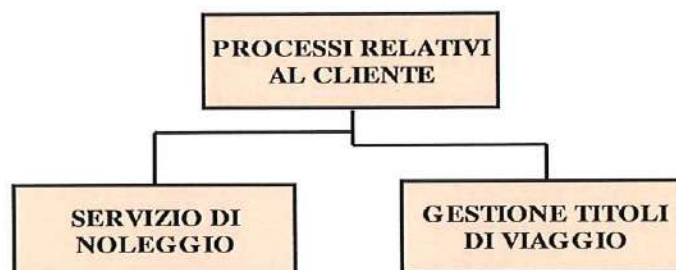 PROCESSI RELATIVI
AL CLIENTE
SERVIZIO DI
NOLEGGIO
GESTIONE TITOLI
DI VIAGGIO